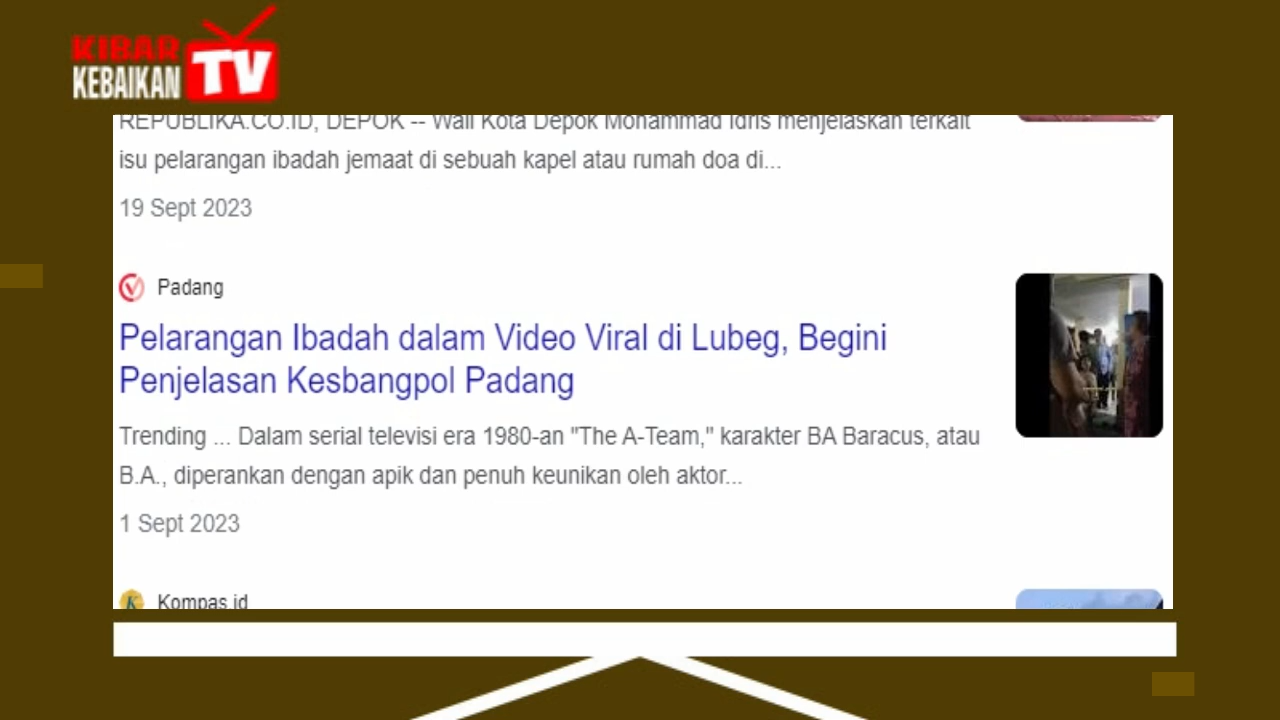 KIBAR
KEBAIKAN TV
REPUBLIKA.CO.ID, DEPOK -- Wali Kota Depok Mohammad Idris menjelaskan terkait
isu pelarangan ibadah jemaat di sebuah kapel atau rumah doa di...
19 Sept 2023
Padang
Pelarangan Ibadah dalam Video Viral di Lubeg, Begini
Penjelasan Kesbangpol Padang
Trending ... Dalam serial televisi era 1980-an "The A-Team," karakter BA Baracus, atau
B.A., diperankan dengan apik dan penuh keunikan oleh aktor...
1 Sept 2023
Kompas.id